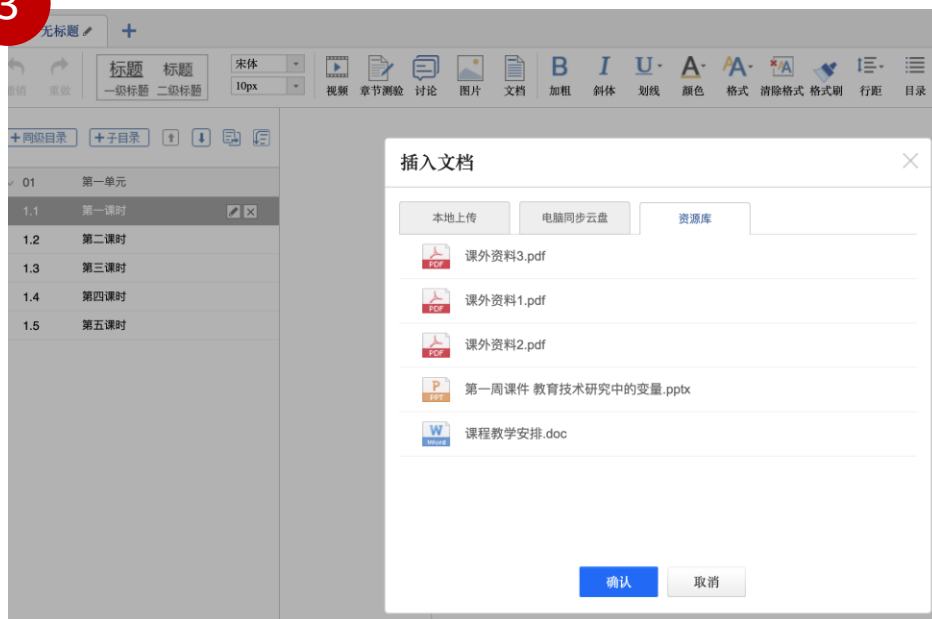 3
无标题
撤销 重做
标题 标题
一级标题 二级标题
宋体
10px
视频 章节测验 讨论 图片 文档
B I U A AA *A
加粗 斜体 划线 颜色 格式 清除格式 格式刷 行距 目录
+同级目录 +子目录
01 第一单元
1.1 第一课时
1.2 第二课时
1.3 第三课时
1.4 第四课时
1.5 第五课时
插入文档
本地上传 电脑同步云盘 资源库
PDF 课外资料3.pdf
PDF 课外资料1.pdf
PDF 课外资料2.pdf
P PPT 第一周课件 教育技术研究中的变量.pptx
W Word 课程教学安排.doc
确认 取消